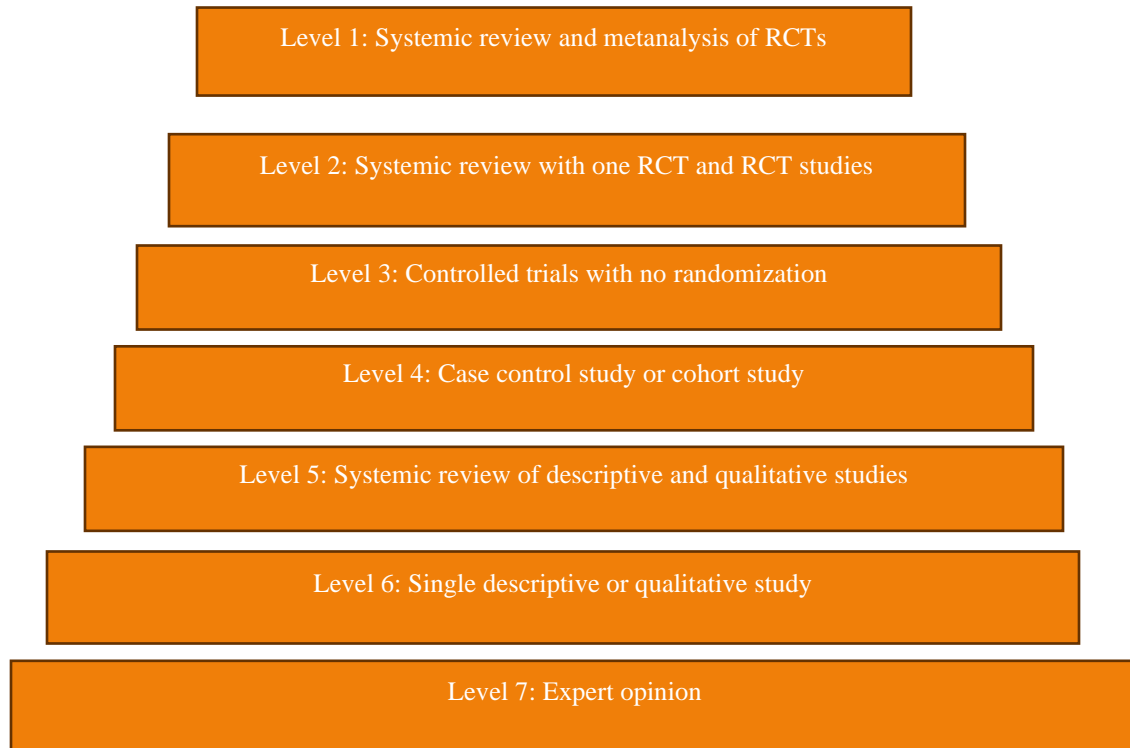 Level 1: Systemic review and metanalysis of RCTs
Level 2: Systemic review with one RCT and RCT studies
Level 3: Controlled trials with no randomization
Level 4: Case control study or cohort study
Level 5: Systemic review of descriptive and qualitative studies
Level 6: Single descriptive or qualitative study
Level 7: Expert opinion